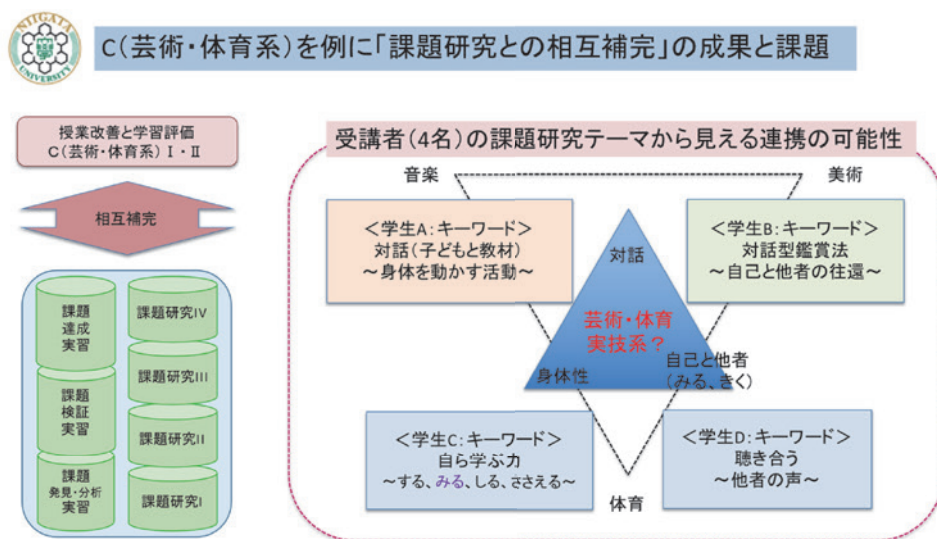 NIIGATA
UNIVERSITY
C(芸術・体育系)を例に「課題研究との相互補完」の成果と課題
授業改善と学習評価
C(芸術・体育系)Ⅰ・Ⅱ
相互補完
課題
達成
実習
課題
検証
実習
課題
発見・分析
実習
課題研究Ⅳ
課題研究Ⅲ
課題研究Ⅱ
課題研究Ⅰ
受講者(4名)の課題研究テーマから見える連携の可能性
音楽
美術
<学生A:キーワード>
対話(子どもと教材)
~身体を動かす活動~
<学生B:キーワード>
対話型鑑賞法
~自己と他者の往還~
対話
芸術・体育
実技系?
身体性
自己と他者
(みる、きく)
<学生C:キーワード>
自ら学ぶ力
~する、みる、しる、ささえる~
<学生D:キーワード>
聴き合う
~他者の声~
体育